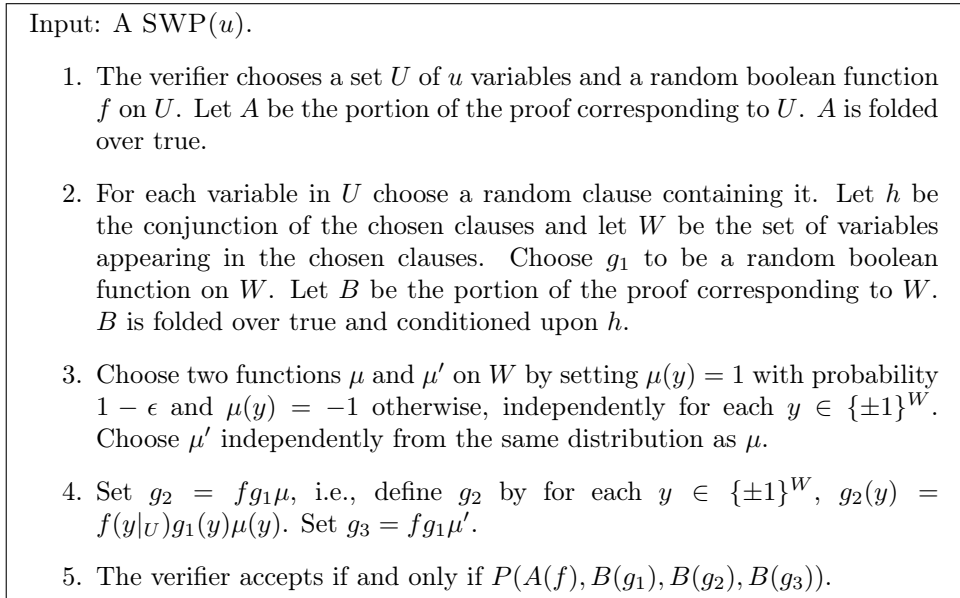 Input: A SWP(u).
1. The verifier chooses a set U of u variables and a random boolean function
f on U. Let A be the portion of the proof corresponding to U. A is folded
over true.
2. For each variable in U choose a random clause containing it. Let h be
the conjunction of the chosen clauses and let W be the set of variables
appearing in the chosen clauses. Choose g₁ to be a random boolean
function on W. Let B be the portion of the proof corresponding to W.
B is folded over true and conditioned upon h.
3. Choose two functions μ and μ′ on W by setting μ(y) = 1 with probability
1 − ϵ and μ(y) = −1 otherwise, independently for each y ∈ {±1}ᵂ.
Choose μ′ independently from the same distribution as μ.
4. Set g₂ = fg₁μ, i.e., define g₂ by for each y ∈ {±1}ᵂ, g₂(y) =
f(y|U)g₁(y)μ(y). Set g₃ = fg₁μ′.
5. The verifier accepts if and only if P(A(f), B(g₁), B(g₂), B(g₃)).